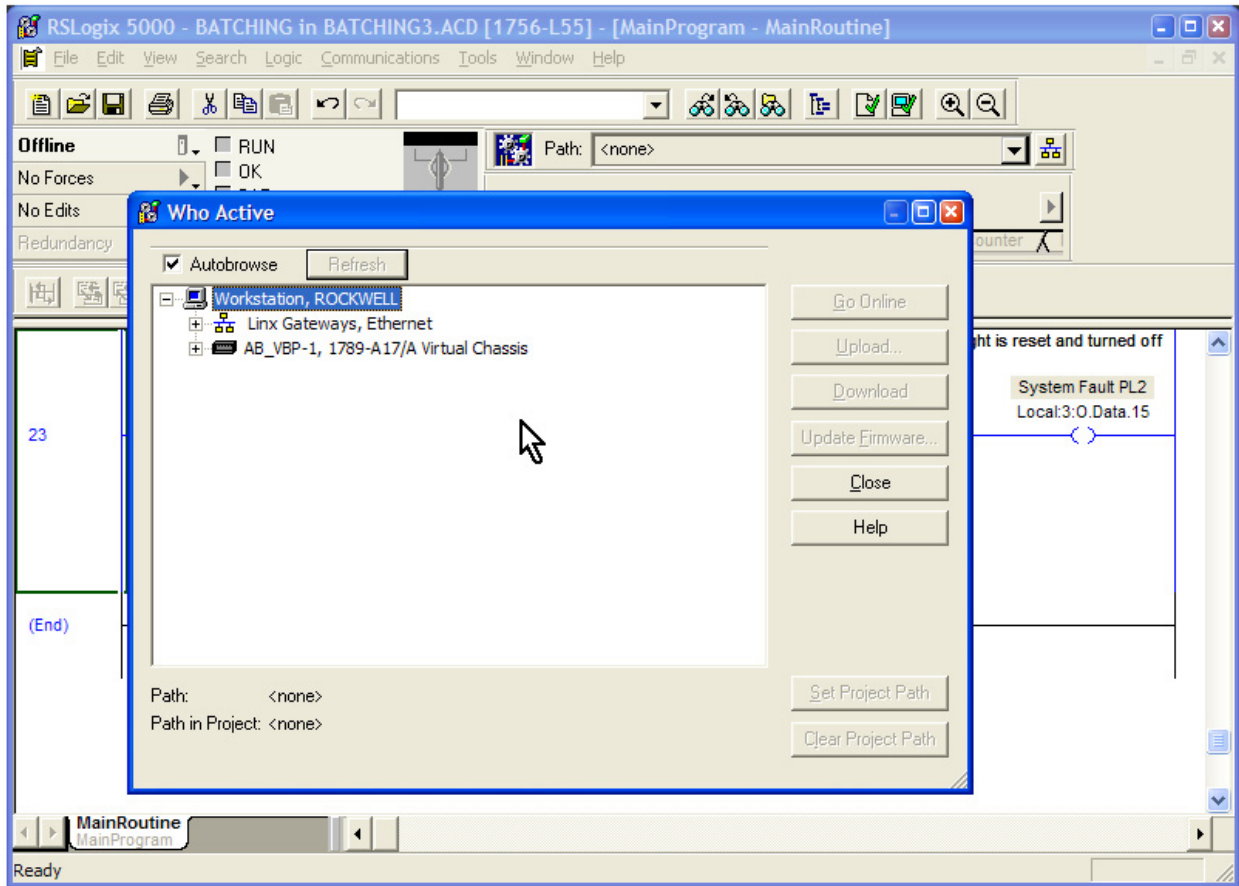 RSLogix 5000 - BATCHING in BATCHING3.ACD [1756-L55] - [MainProgram - MainRoutine]
File Edit View Search Logic Communications Tools Window Help
Offline
RUN
Path: <none>
No Forces
OK
No Edits
Who Active
Redundancy
ounter
Autobrowse
Refresh
Workstation, ROCKWELL
Go Online
Linx Gateways, Ethernet
AB_VBP-1, 1789-A17/A Virtual Chassis
Upload...
ght is reset and turned off
Download
System Fault PL2
Local:3:O.Data.15
23
Update Firmware...
Close
Help
(End)
Path: <none>
Set Project Path
Path in Project: <none>
Clear Project Path
MainRoutine
MainProgram
Ready